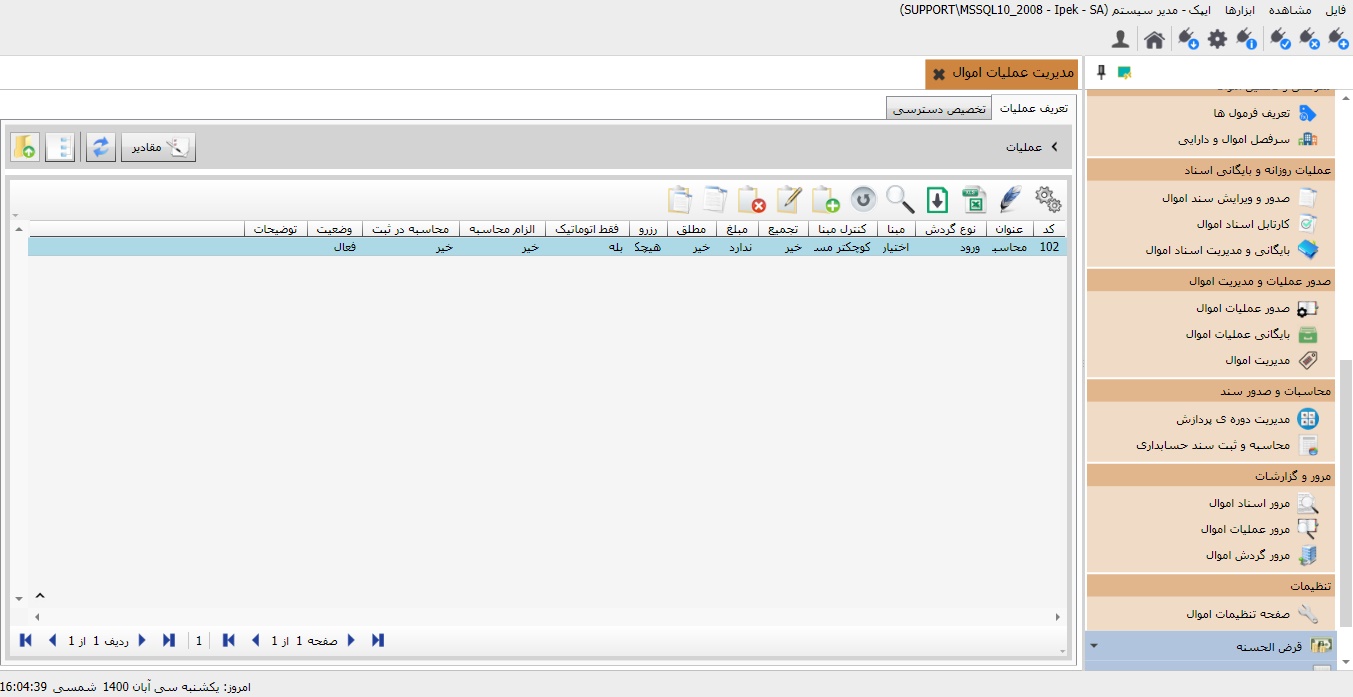 فایل مشاهده ابزارها ایپک - مدیر سیستم (SUPPORT\MSSQL10_2008 - Ipek - SA)
مدیریت عملیات اموال
تعریف عملیات تخصیص دسترسی
عملیات
مقادیر
کد عنوان نوع گردش مبنا کنترل مبنا تجمیع مبلغ مطلق رزرو فقط اتوماتیک الزام محاسبه محاسبه در ثبت وضعیت توضیحات
102 محاسب ورود اختیار کوچکتر مس خیر ندارد خیر هیچک بله خیر خیر فعال
صفحه 1 از 1
1
ردیف 1 از 1
تعریف فرمول ها
سرفصل اموال و دارایی
عملیات روزانه و بایگانی اسناد
صدور و ویرایش سند اموال
کارتابل اسناد اموال
بایگانی و مدیریت اسناد اموال
صدور عملیات و مدیریت اموال
صدور عملیات اموال
بایگانی عملیات اموال
مدیریت اموال
محاسبات و صدور سند
مدیریت دوره ی پردازش
محاسبه و ثبت سند حسابداری
مرور و گزارشات
مرور اسناد اموال
مرور عملیات اموال
مرور گردش اموال
تنظیمات
صفحه تنظیمات اموال
قرض الحسنه
امروز: یکشنبه سی آبان 1400 شمسی 16:04:39